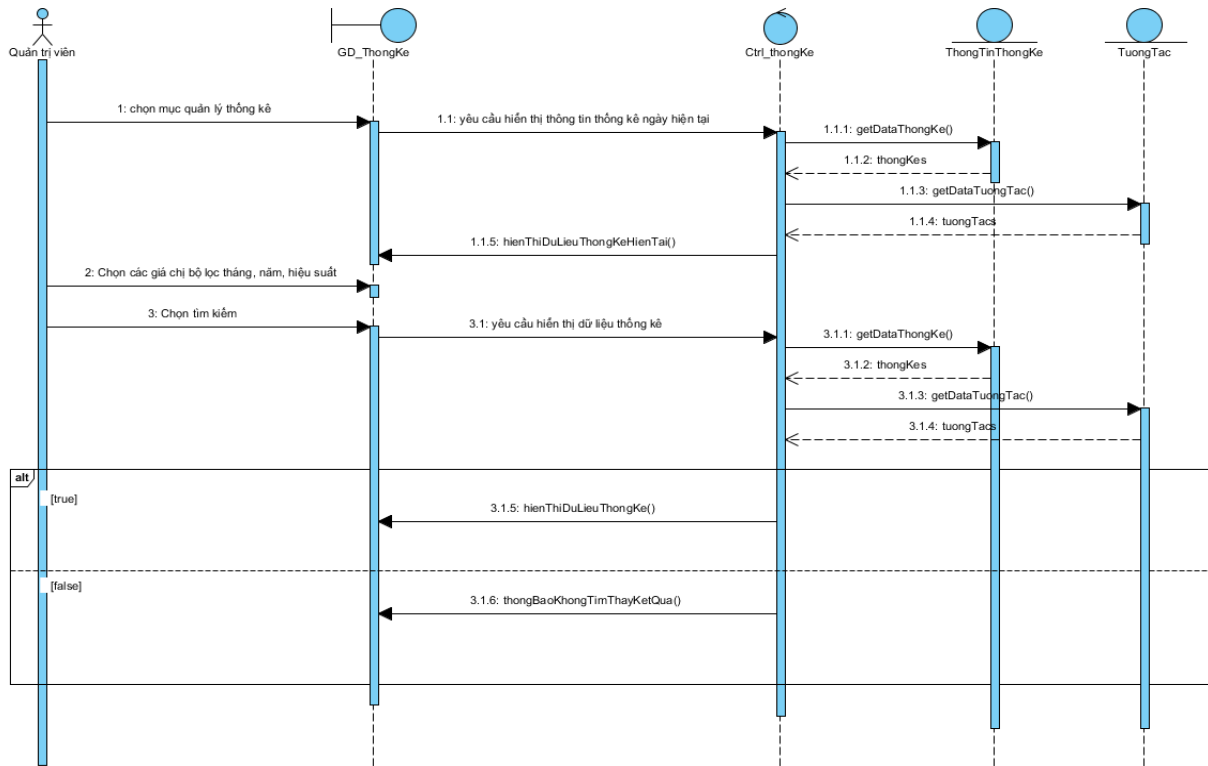 Quản trị viên
GD_ThongKe
Ctrl_thongKe
ThongTinThongKe
TuongTac
1: chọn mục quản lý thống kê
1.1: yêu cầu hiển thị thông tin thống kê ngày hiện tại
1.1.1: getDataThongKe()
1.1.2: thongKes
1.1.3: getDataTuongTac()
1.1.4: tuongTacs
1.1.5: hienThiDuLieuThongKeHienTai()
2: Chọn các giá chị bộ lọc tháng, năm, hiệu suất
3: Chọn tìm kiếm
3.1: yêu cầu hiển thị dữ liệu thống kê
3.1.1: getDataThongKe()
3.1.2: thongKes
3.1.3: getDataTuongTac()
3.1.4: tuongTacs
alt
[true]
3.1.5: hienThiDuLieuThongKe()
[false]
3.1.6: thongBaoKhongTimThayKetQua()